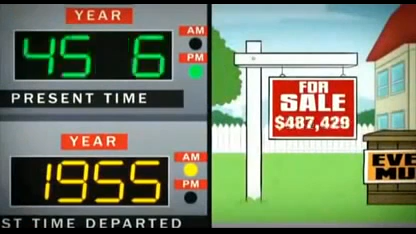 YEAR
45 6
AM
PM
PRESENT TIME
YEAR
1955
AM
PM
ST TIME DEPARTED
FOR
SALE
$487,429
EVE
MU